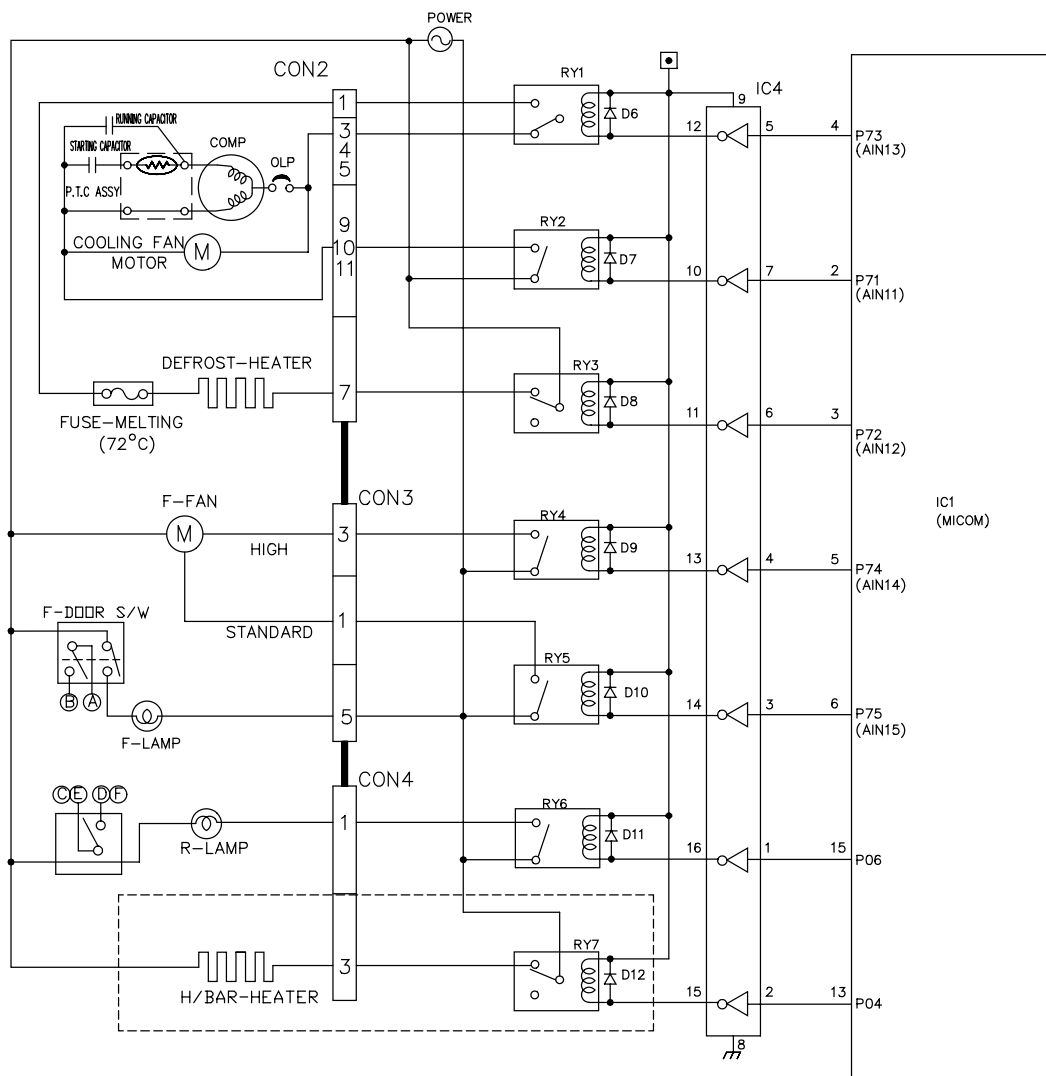 POWER
CON2
RY1
IC4
1
D6
9
RUNNING CAPACITOR
3
12
5
4
P73
(AIN13)
STARTING CAPACITOR
COMP
OLP
4
5
P.T.C ASSY
9
RY2
COOLING FAN
MOTOR
M
10
11
D7
10
7
2
P71
(AIN11)
DEFROST-HEATER
RY3
7
D8
11
6
3
P72
(AIN12)
FUSE-MELTING
(72°C)
CON3
F-FAN
IC1
(MICOM)
RY4
M
HIGH
3
D9
13
4
5
P74
(AIN14)
F-DOOR S/W
STANDARD
1
RY5
B
A
D10
F-LAMP
5
14
3
6
P75
(AIN15)
CON4
C E D F
RY6
R-LAMP
1
D11
16
1
15
P06
RY7
3
D12
H/BAR-HEATER
15
2
13
P04
8